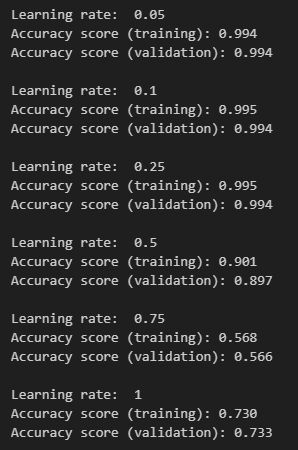 Learning rate:  0.05
Accuracy score (training): 0.994
Accuracy score (validation): 0.994

Learning rate:  0.1
Accuracy score (training): 0.995
Accuracy score (validation): 0.994

Learning rate:  0.25
Accuracy score (training): 0.995
Accuracy score (validation): 0.994

Learning rate:  0.5
Accuracy score (training): 0.901
Accuracy score (validation): 0.897

Learning rate:  0.75
Accuracy score (training): 0.568
Accuracy score (validation): 0.566

Learning rate:  1
Accuracy score (training): 0.730
Accuracy score (validation): 0.733